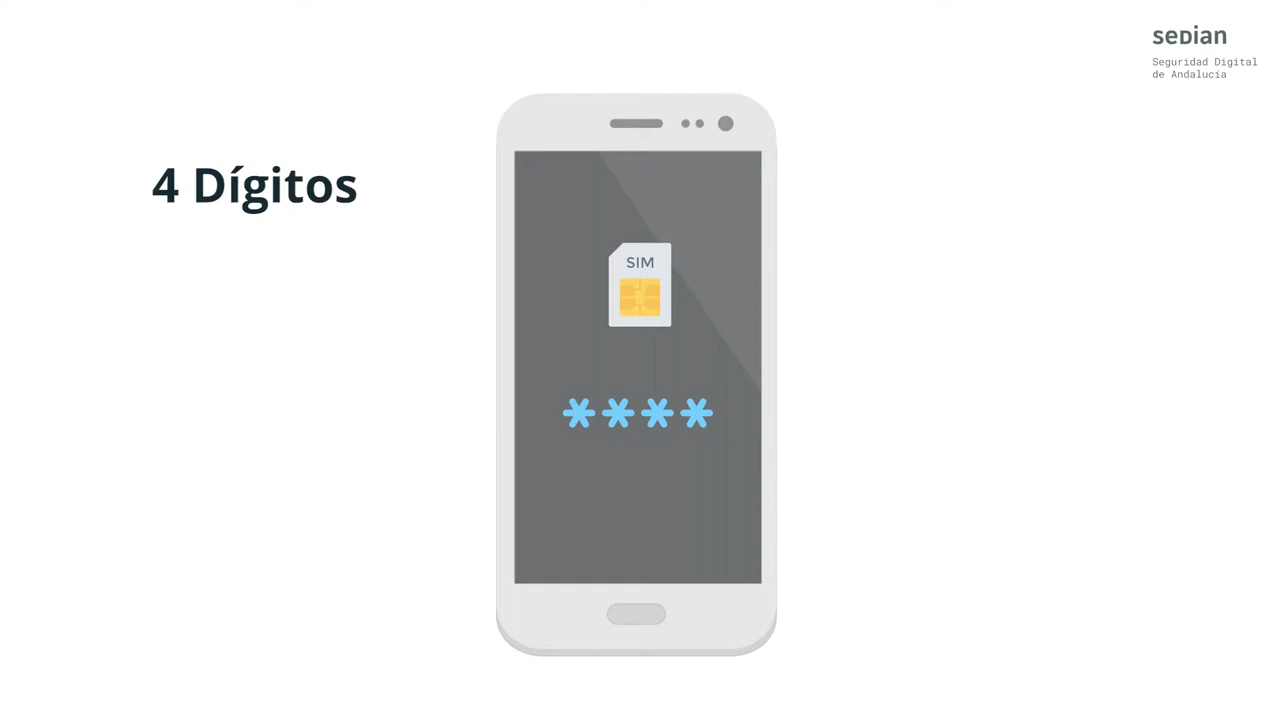 seDian
Seguridad Digital
de Andalucía
4 Dígitos
SIM
****